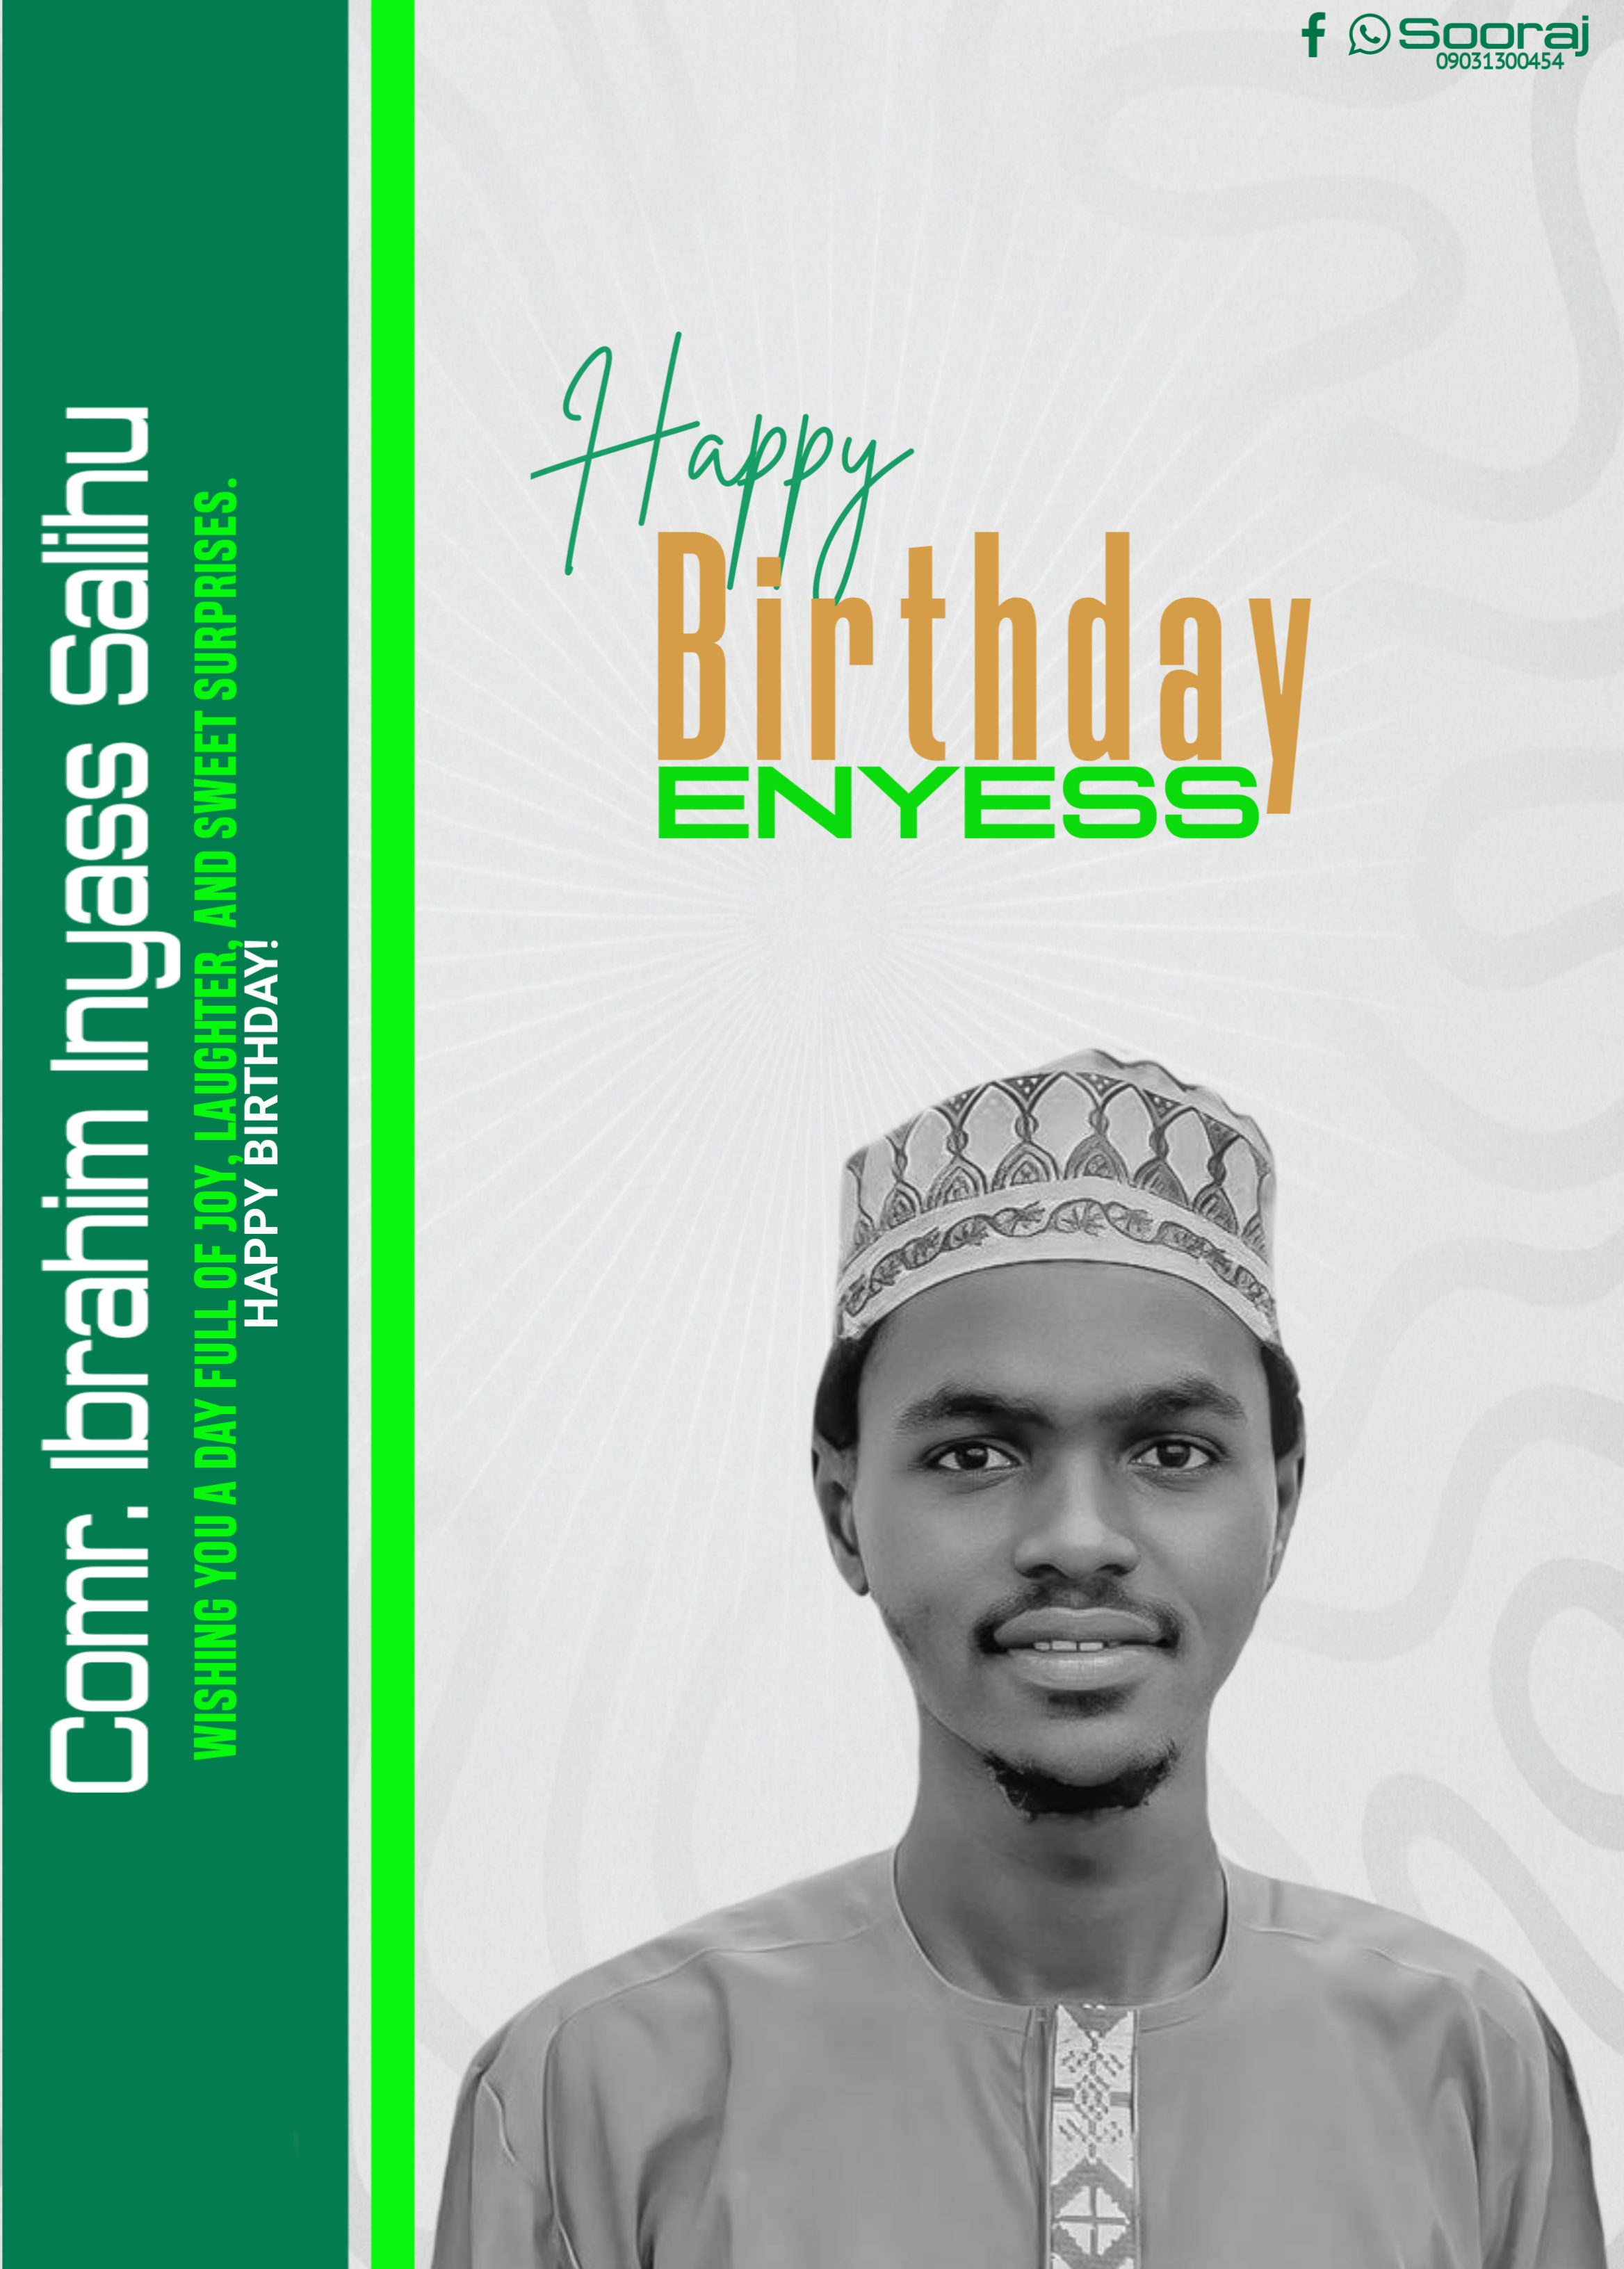 Sooraj
09031300454
Happy
Birthday
ENYESS
Comr. Ibrahim Inyass Salihu
WISHING YOU A DAY FULL OF JOY, LAUGHTER, AND SWEET SURPRISES.
HAPPY BIRTHDAY!